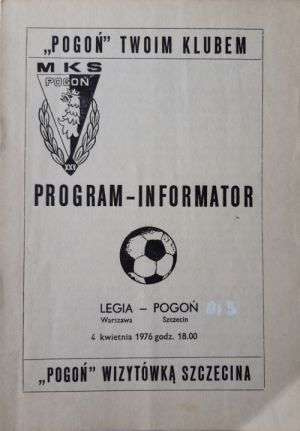 „POGOŃ” TWOIM KLUBEM
MKS
POGOŃ
XXV
PROGRAM-INFORMATOR
LEGIA – POGOŃ
Warszawa Szczecin
4 kwietnia 1976 godz. 18.00
„POGOŃ” WIZYTÓWKĄ SZCZECINA